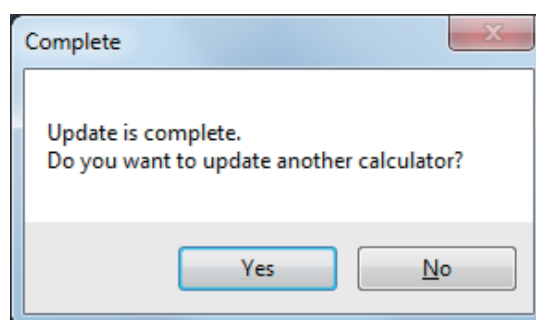 Complete
Update is complete.
Do you want to update another calculator?
Yes
No